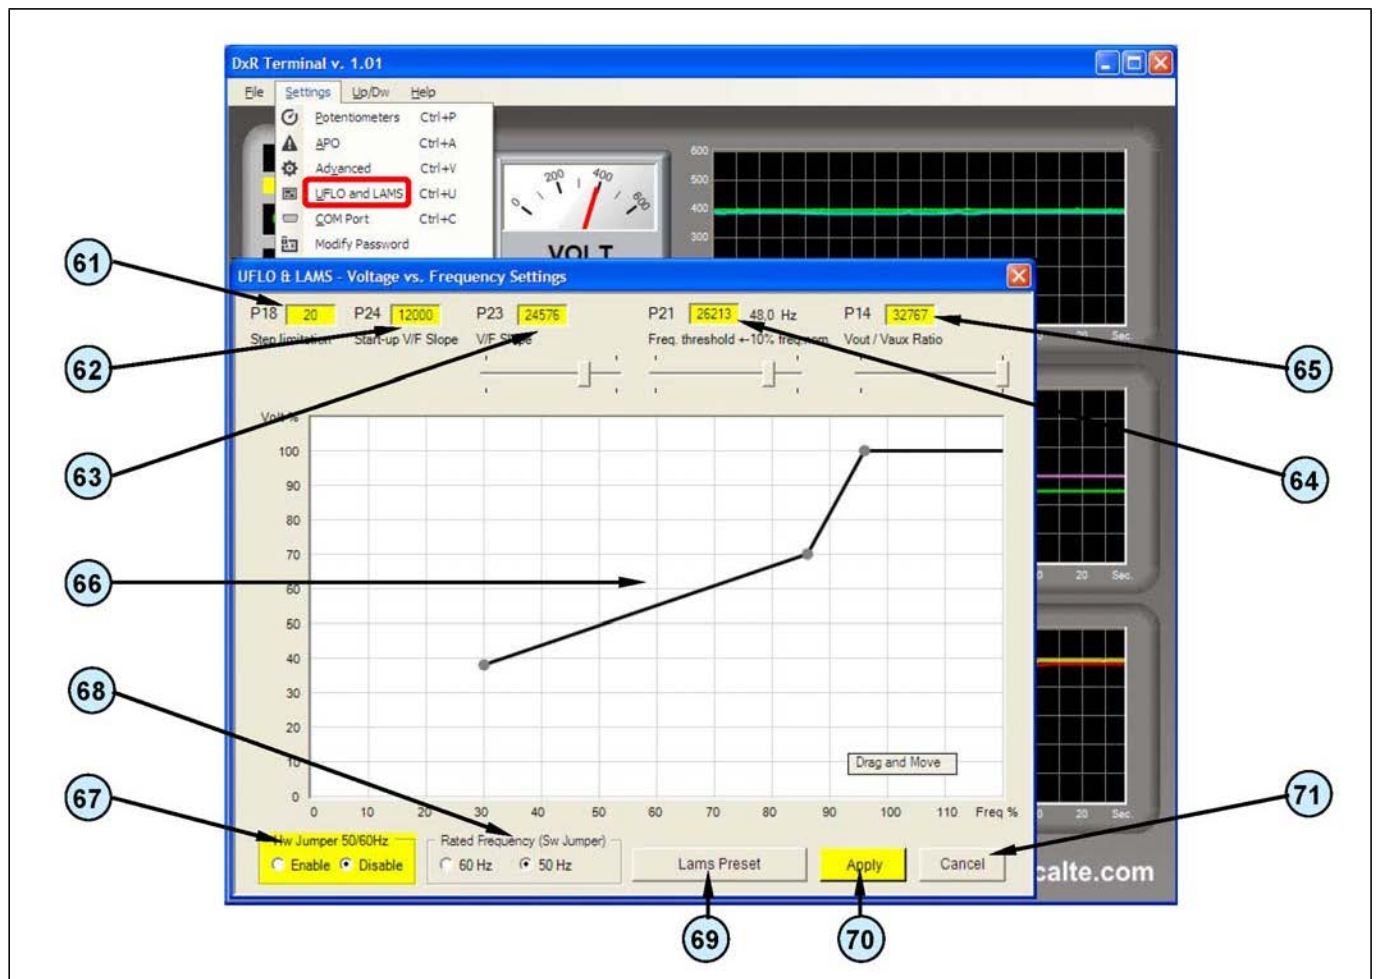 DxR Terminal v. 1.01
File Settings Up/Dw Help
Potentiometers Ctrl+P
APO Ctrl+A
Advanced Ctrl+V
UFLO and LAMS Ctrl+U
COM Port Ctrl+C
Modify Password
0 200 400 600
VOLT
600
500
400
300
UFLO & LAMS - Voltage vs. Frequency Settings
P18 20 P24 12000 P23 24576 P21 26213 48,0 Hz P14 32767
Step limitation Start-up V/F Slope V/F Slope Freq. threshold +-10% freq.nom. Vout / Vaux Ratio
20 Sec.
Volt %
100
90
80
70
60
50
40
30
20
10
0
0 10 20 30 40 50 60 70 80 90 100 110 Freq %
Drag and Move
0 20 Sec.
0 20 Sec.
Hw Jumper 50/60Hz
Enable Disable
Rated Frequency (Sw Jumper)
60 Hz 50 Hz
Lams Preset Apply Cancel
calte.com
61
62
63
66
68
67
65
64
71
69
70